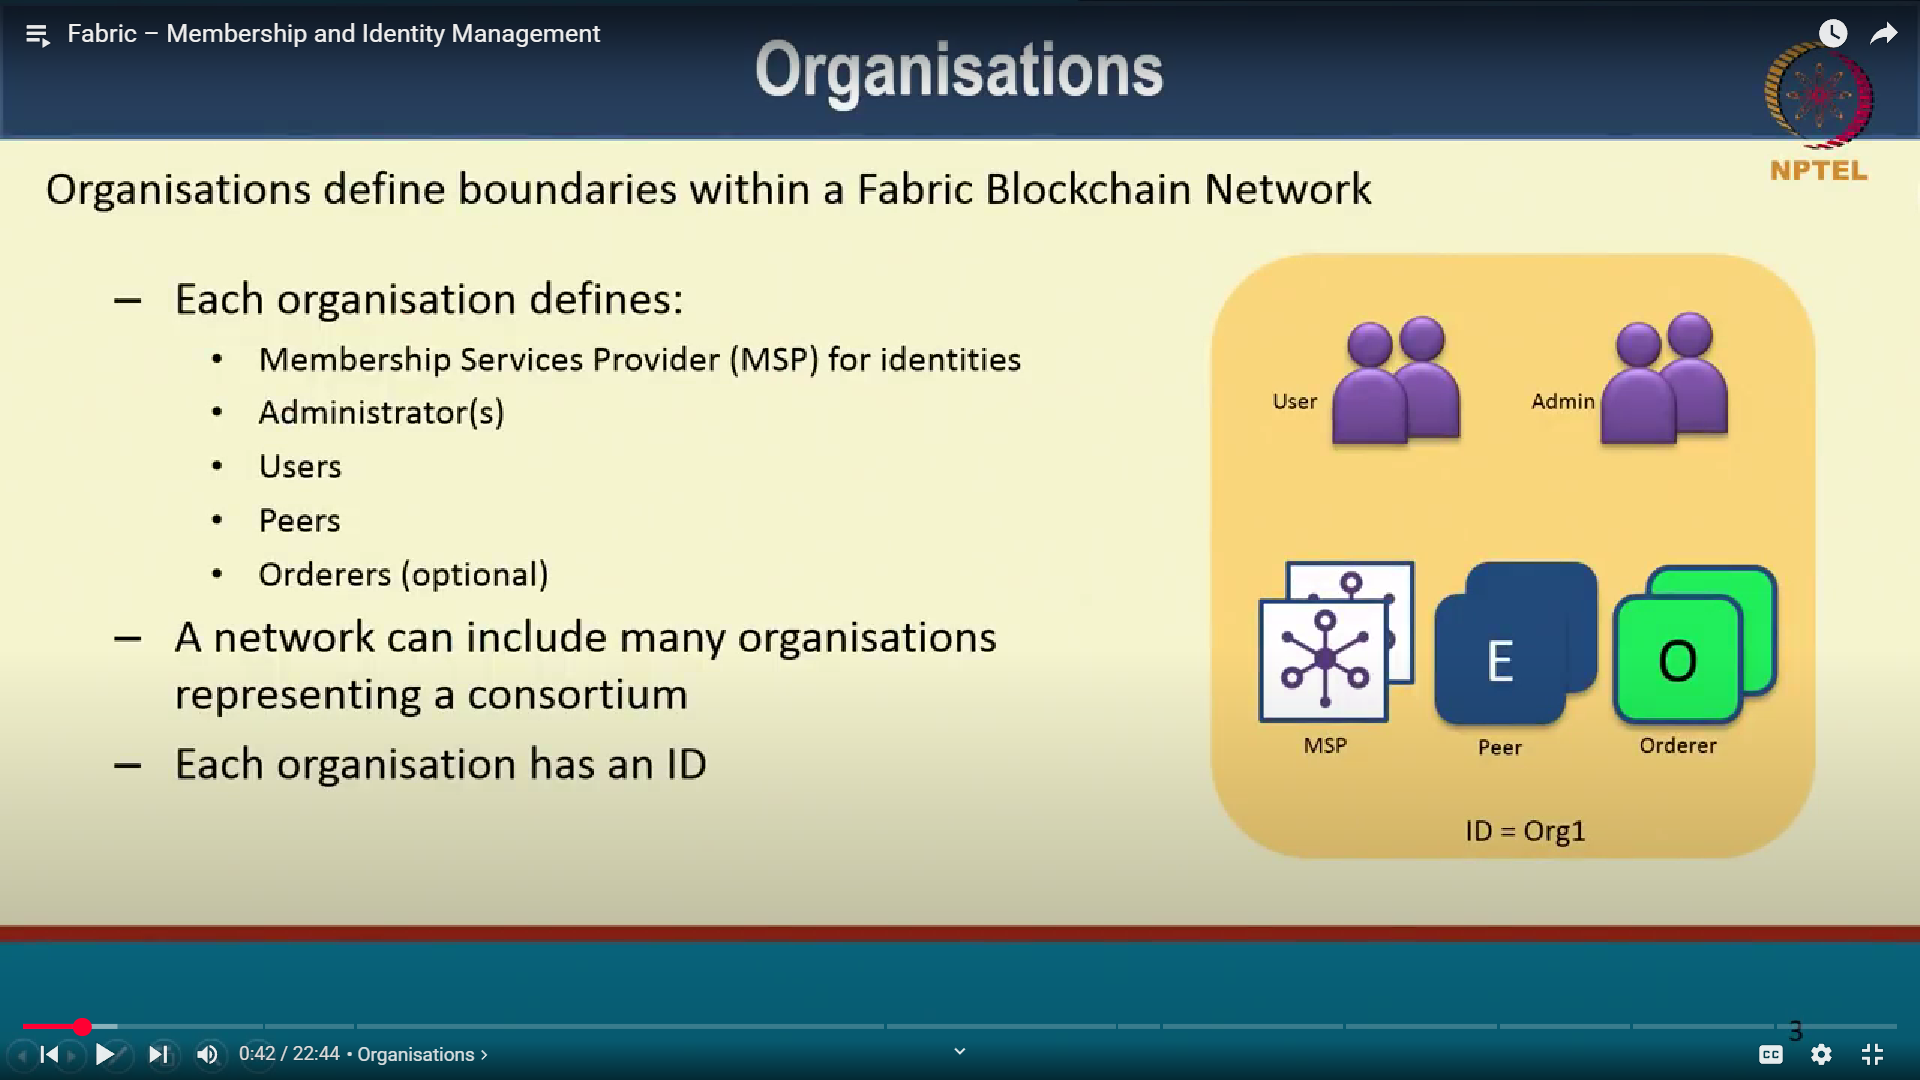 Fabric – Membership and Identity Management
Organisations
NPTEL
Organisations define boundaries within a Fabric Blockchain Network
– Each organisation defines:
• Membership Services Provider (MSP) for identities
• Administrator(s)
• Users
• Peers
• Orderers (optional)
– A network can include many organisations
representing a consortium
– Each organisation has an ID
User
Admin
E
O
MSP
Peer
Orderer
ID = Org1
3
0:42 / 22:44 • Organisations ›
CC